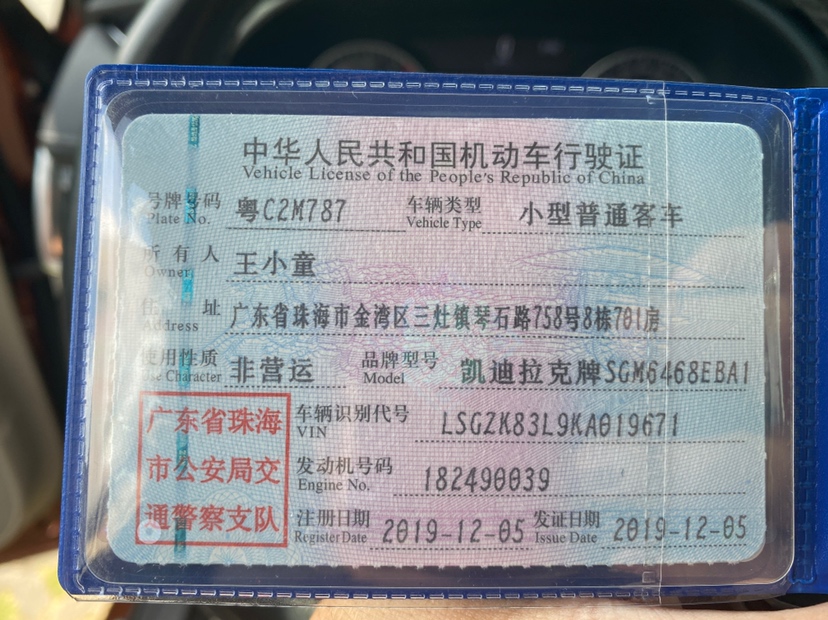 中华人民共和国机动车行驶证
Vehicle License of the People's Republic of China
号牌号码 粤C2M787 车辆类型 小型普通客车
Plate No. Vehicle Type
所有人 王小童
Owner
住址 广东省珠海市金湾区三灶镇琴石路758号8栋701房
Address
使用性质 非营运 品牌型号 凯迪拉克牌SGM6468EBA1
Use Character Model
广东省珠海
市公安局交
通警察支队
车辆识别代号 LSGZK83L9KA019671
VIN
发动机号码 182490039
Engine No.
注册日期 2019-12-05 发证日期 2019-12-05
Register Date Issue Date